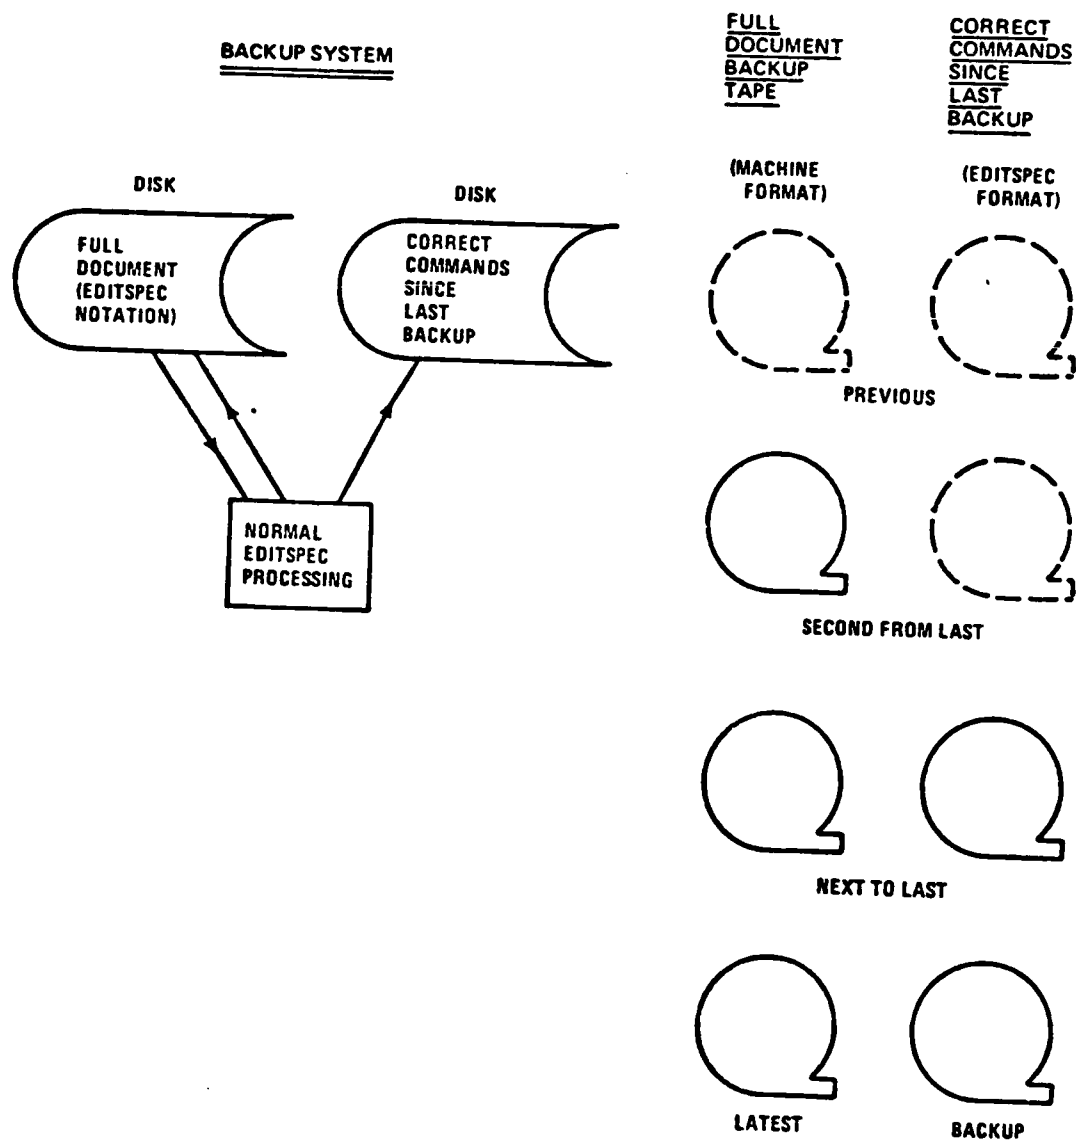 BACKUP SYSTEM
FULL
DOCUMENT
BACKUP
TAPE
CORRECT
COMMANDS
SINCE
LAST
BACKUP
(MACHINE
FORMAT)
(EDITSPEC
FORMAT)
DISK
FULL
DOCUMENT
(EDITSPEC
NOTATION)
DISK
CORRECT
COMMANDS
SINCE
LAST
BACKUP
NORMAL
EDITSPEC
PROCESSING
PREVIOUS
SECOND FROM LAST
NEXT TO LAST
LATEST BACKUP